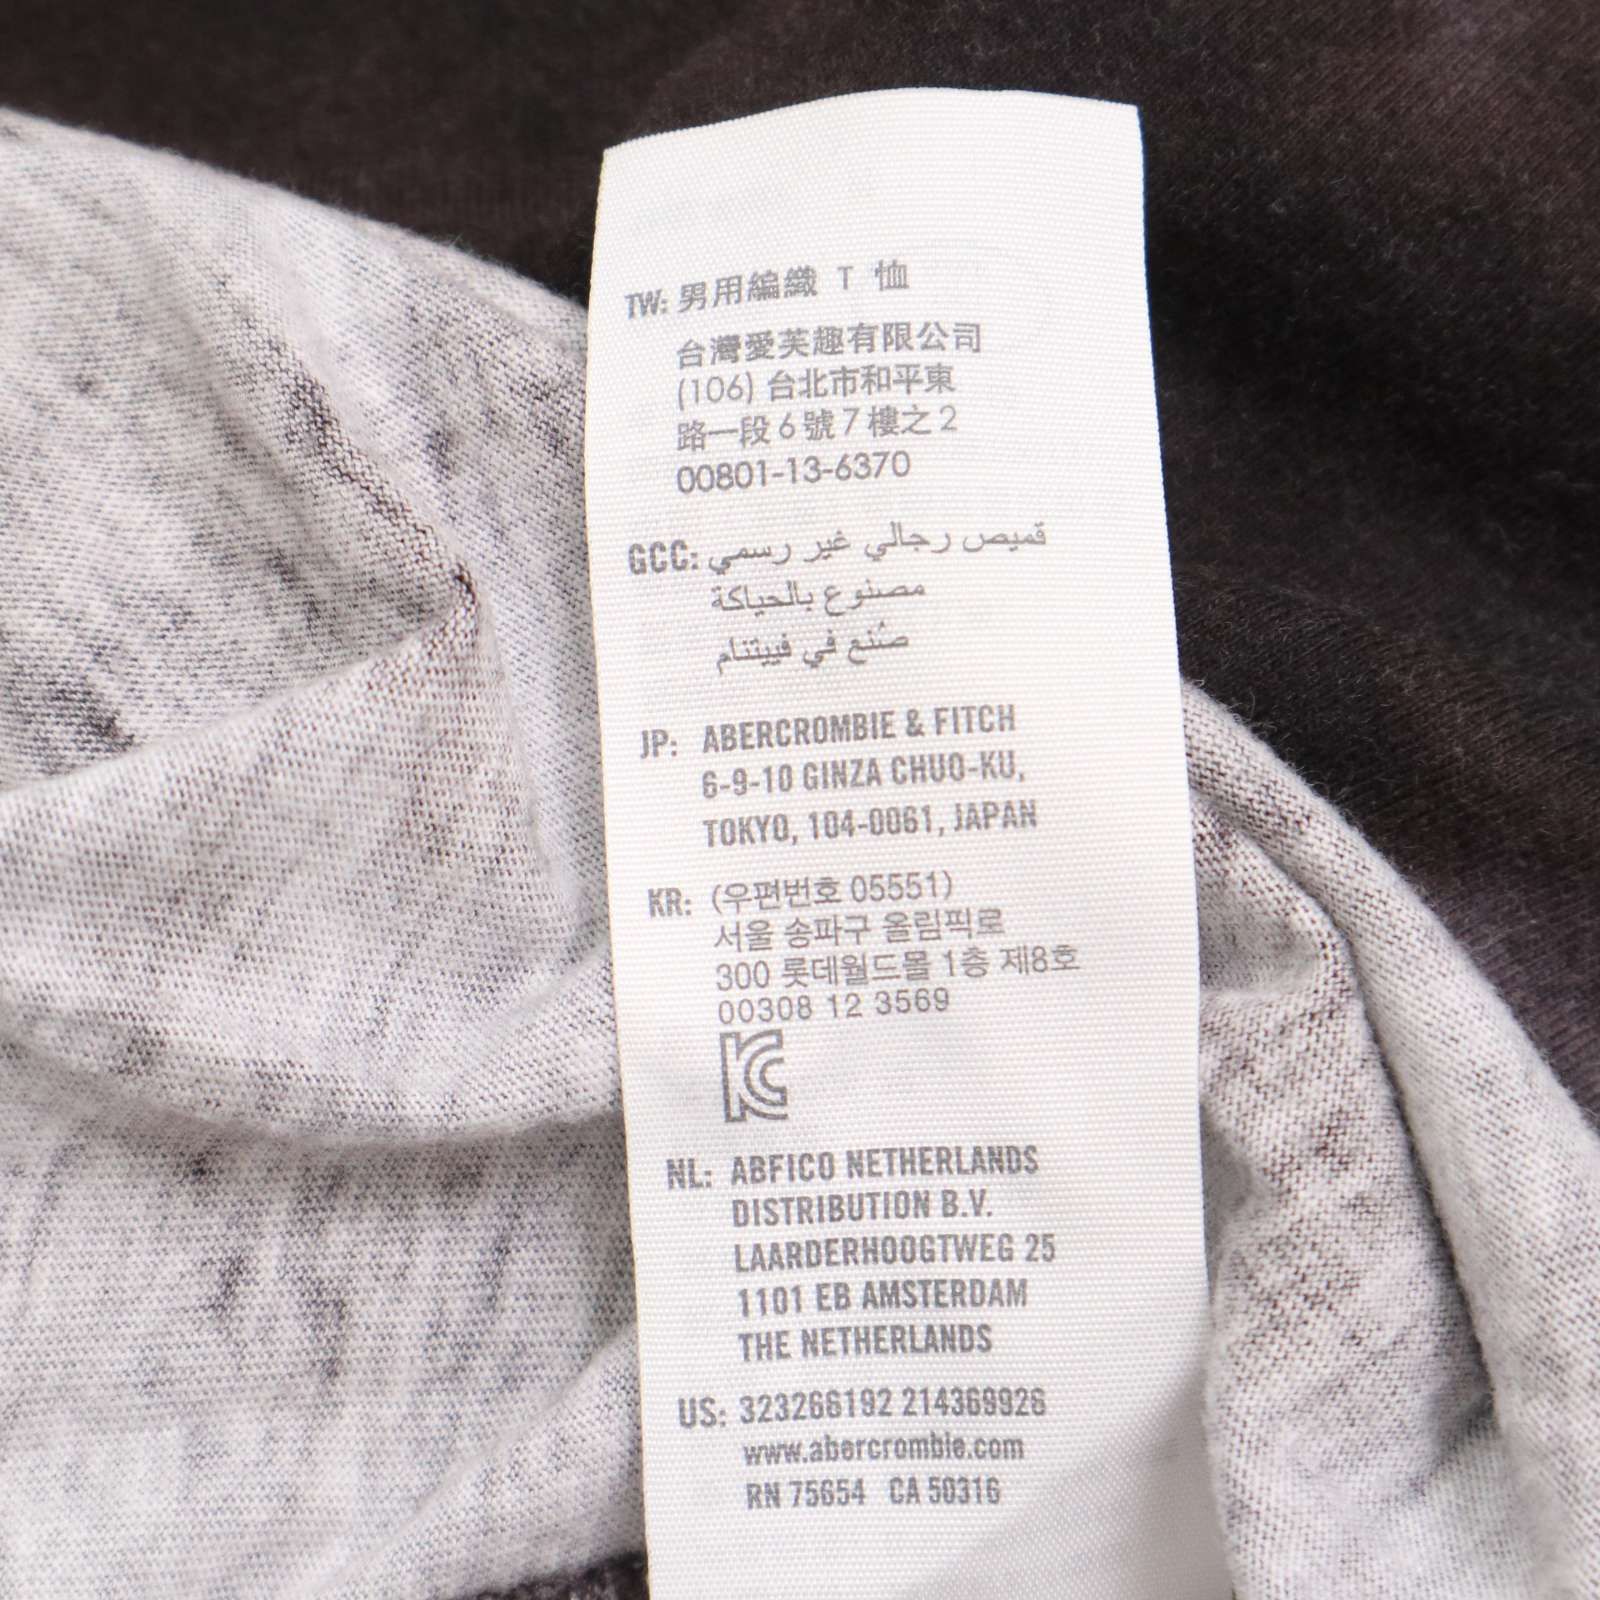 TW: 男用編織 T 恤
台灣愛芙趣有限公司
(106) 台北市和平東
路一段6號7樓之2
00801-13-6370
GCC: قميص رجالي غير رسمي
مصنوع بالحياكة
صُنع في فييتنام
JP: ABERCROMBIE & FITCH
6-9-10 GINZA CHUO-KU,
TOKYO, 104-0061, JAPAN
KR: (우편번호 05551)
서울 송파구 올림픽로
300 롯데월드몰 1층 제8호
00308 12 3569
KC
NL: ABFICO NETHERLANDS
DISTRIBUTION B.V.
LAARDERHOOGTWEG 25
1101 EB AMSTERDAM
THE NETHERLANDS
US: 323266192 214369926
www.abercrombie.com
RN 75654 CA 50316